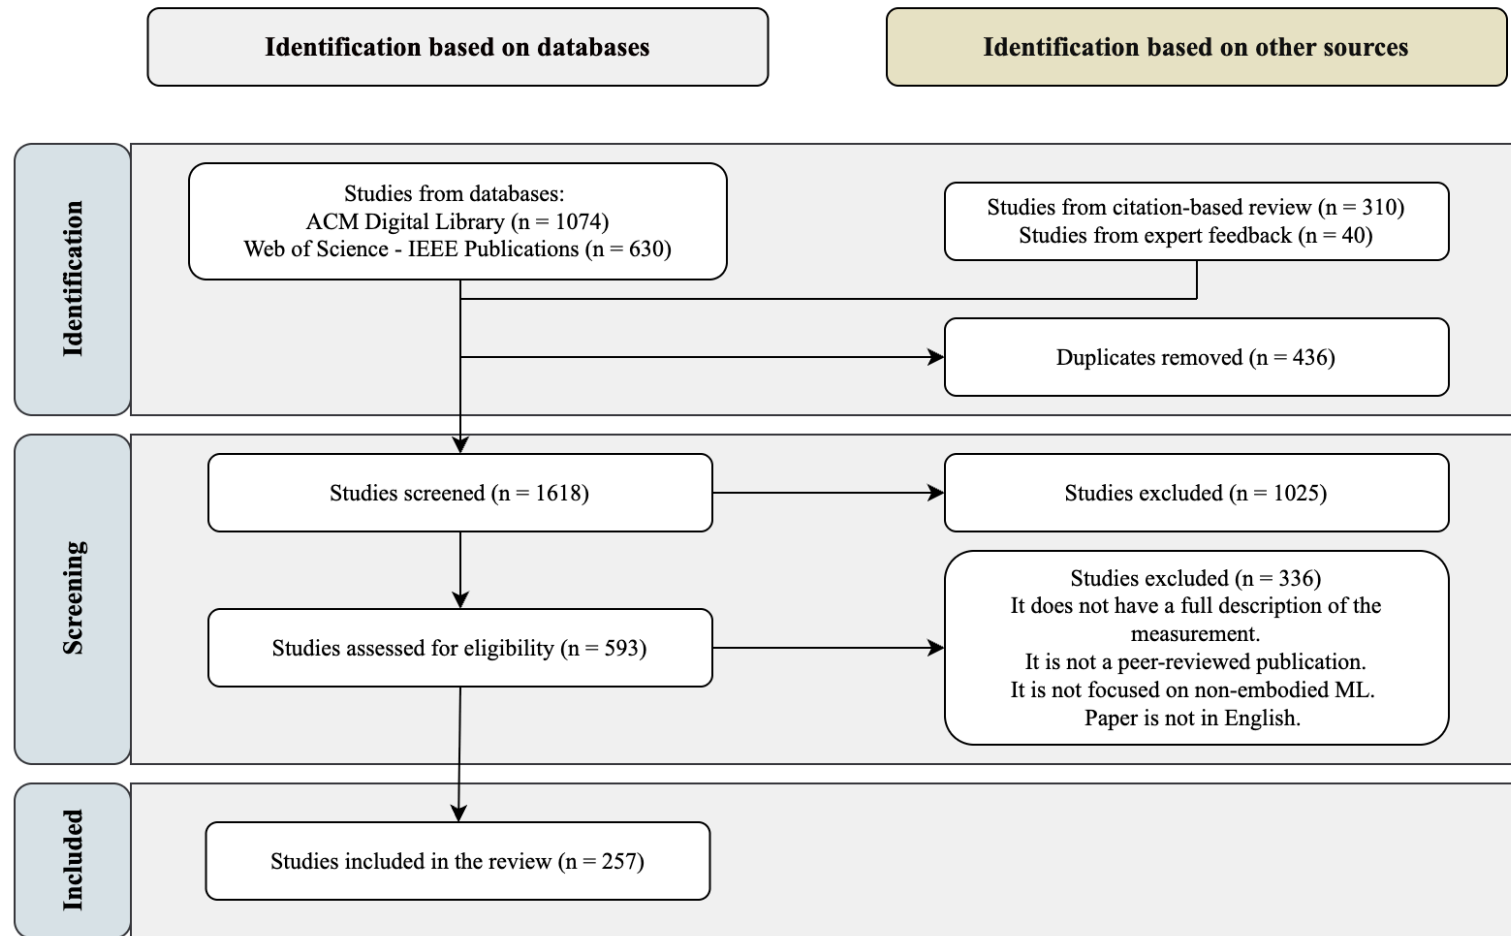 Identification based on databases
Identification based on other sources
Identification
Studies from databases:
ACM Digital Library (n = 1074)
Web of Science - IEEE Publications (n = 630)
Studies from citation-based review (n = 310)
Studies from expert feedback (n = 40)
Duplicates removed (n = 436)
Screening
Studies screened (n = 1618)
Studies excluded (n = 1025)
Studies assessed for eligibility (n = 593)
Studies excluded (n = 336)
It does not have a full description of the
measurement.
It is not a peer-reviewed publication.
It is not focused on non-embodied ML.
Paper is not in English.
Included
Studies included in the review (n = 257)